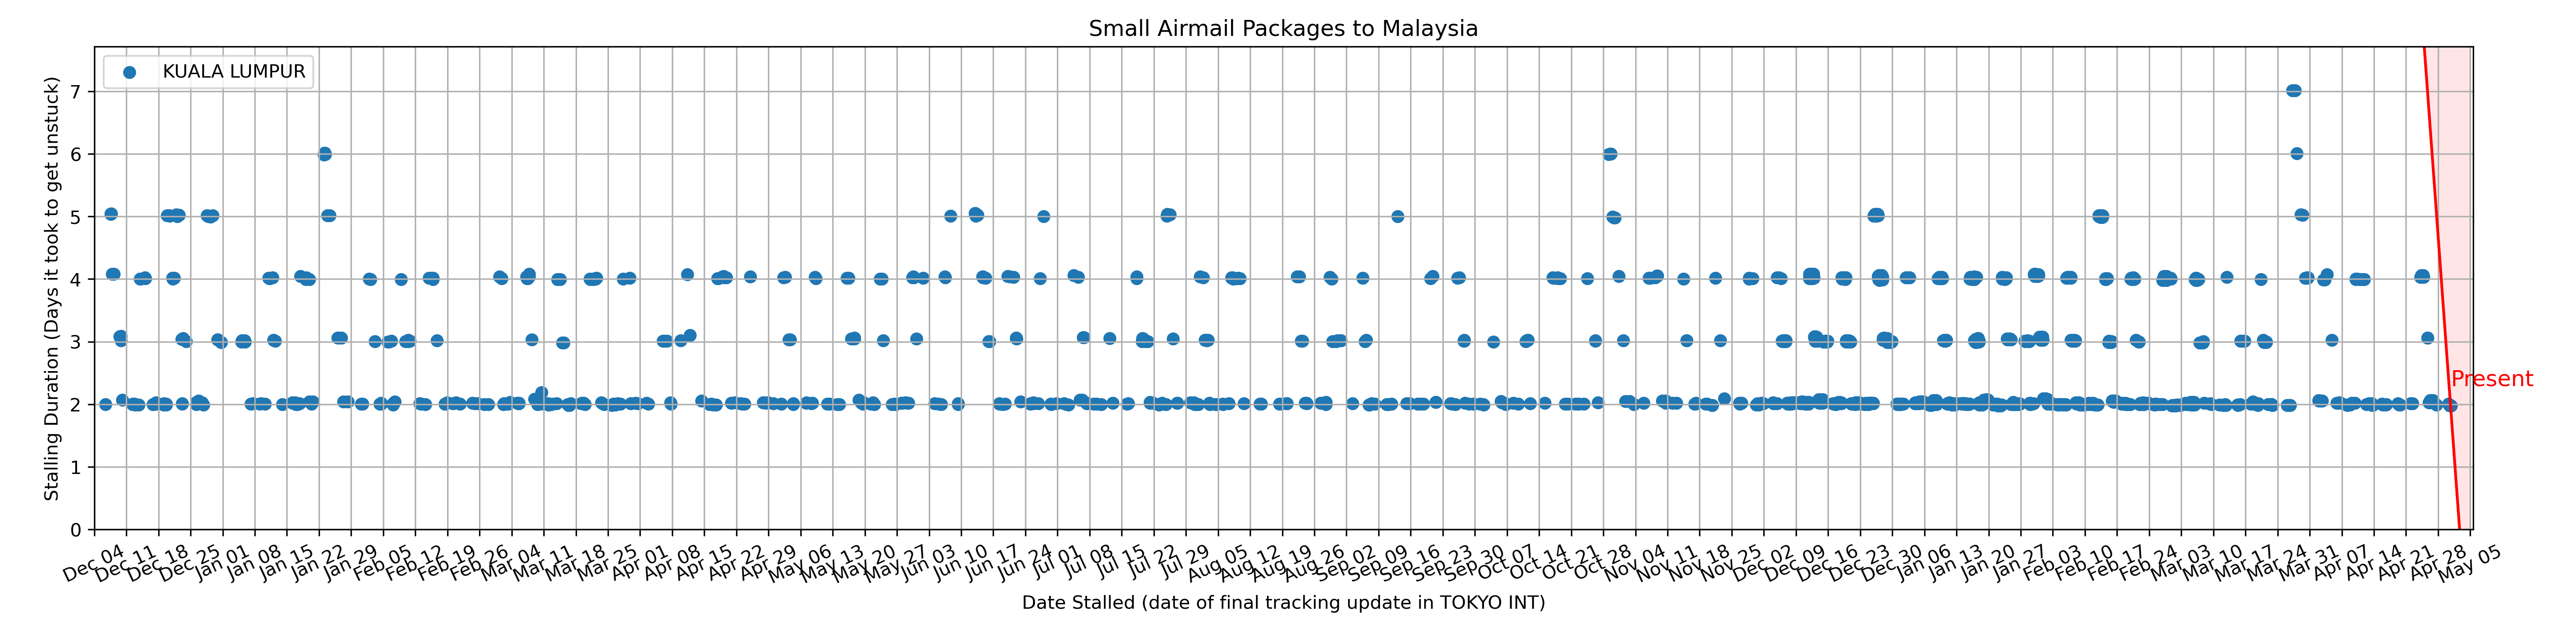 Small Airmail Packages to Malaysia
KUALA LUMPUR
Stalling Duration (Days it took to get unstuck)
7
6
5
4
3
2
1
0
Present
Dec 04 Dec 11 Dec 18 Dec 25 Jan 01 Jan 08 Jan 15 Jan 22 Jan 29 Feb 05 Feb 12 Feb 19 Feb 26 Mar 04 Mar 11 Mar 18 Mar 25 Apr 01 Apr 08 Apr 15 Apr 22 Apr 29 May 06 May 13 May 20 May 27 Jun 03 Jun 10 Jun 17 Jun 24 Jul 01 Jul 08 Jul 15 Jul 22 Jul 29 Aug 05 Aug 12 Aug 19 Aug 26 Sep 02 Sep 09 Sep 16 Sep 23 Sep 30 Oct 07 Oct 14 Oct 21 Oct 28 Nov 04 Nov 11 Nov 18 Nov 25 Dec 02 Dec 09 Dec 16 Dec 23 Dec 30 Jan 06 Jan 13 Jan 20 Jan 27 Feb 03 Feb 10 Feb 17 Feb 24 Mar 03 Mar 10 Mar 17 Mar 24 Mar 31 Apr 07 Apr 14 Apr 21 Apr 28 May 05
Date Stalled (date of final tracking update in TOKYO INT)